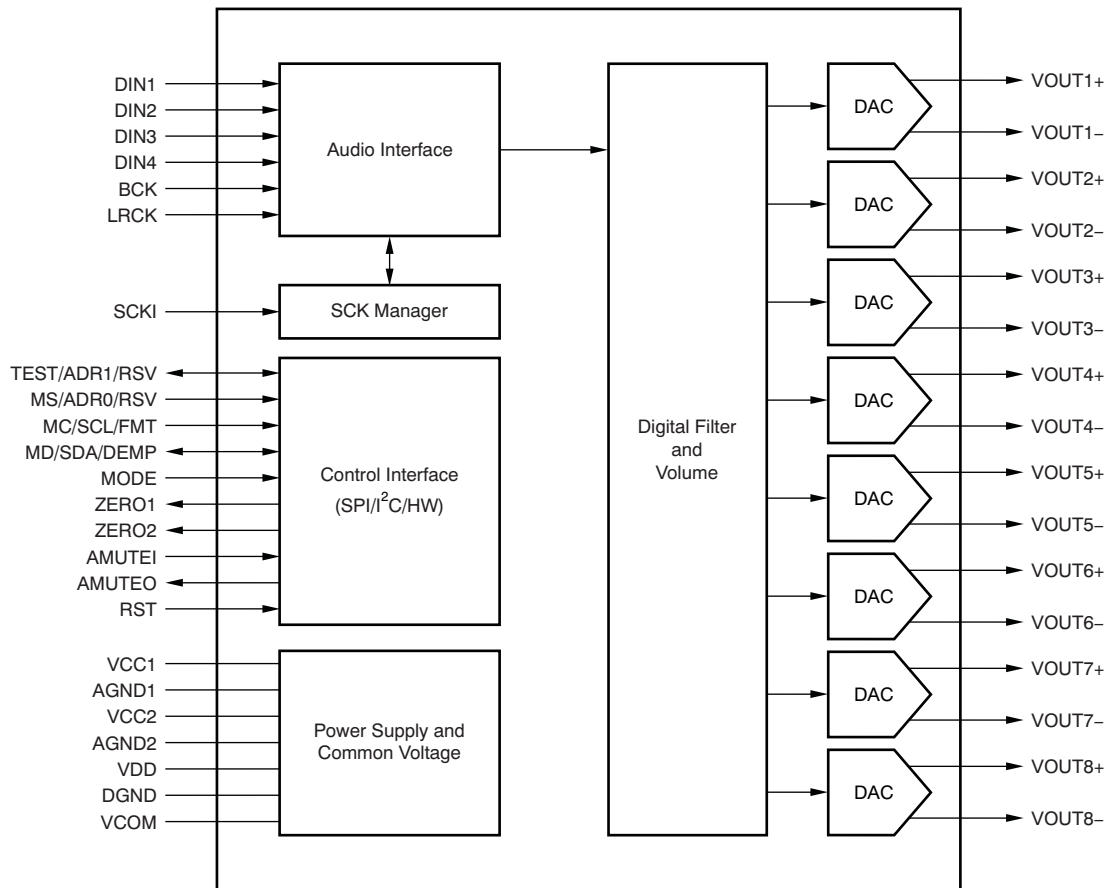 DIN1
DIN2
DIN3
DIN4
BCK
LRCK
Audio Interface
SCKI
SCK Manager
TEST/ADR1/RSV
MS/ADR0/RSV
MC/SCL/FMT
MD/SDA/DEMP
MODE
ZERO1
ZERO2
AMUTEI
AMUTEO
RST
Control Interface
(SPI/I²C/HW)
VCC1
AGND1
VCC2
AGND2
VDD
DGND
VCOM
Power Supply and
Common Voltage
Digital Filter
and
Volume
DAC
DAC
DAC
DAC
DAC
DAC
DAC
DAC
VOUT1+
VOUT1−
VOUT2+
VOUT2−
VOUT3+
VOUT3−
VOUT4+
VOUT4−
VOUT5+
VOUT5−
VOUT6+
VOUT6−
VOUT7+
VOUT7−
VOUT8+
VOUT8−